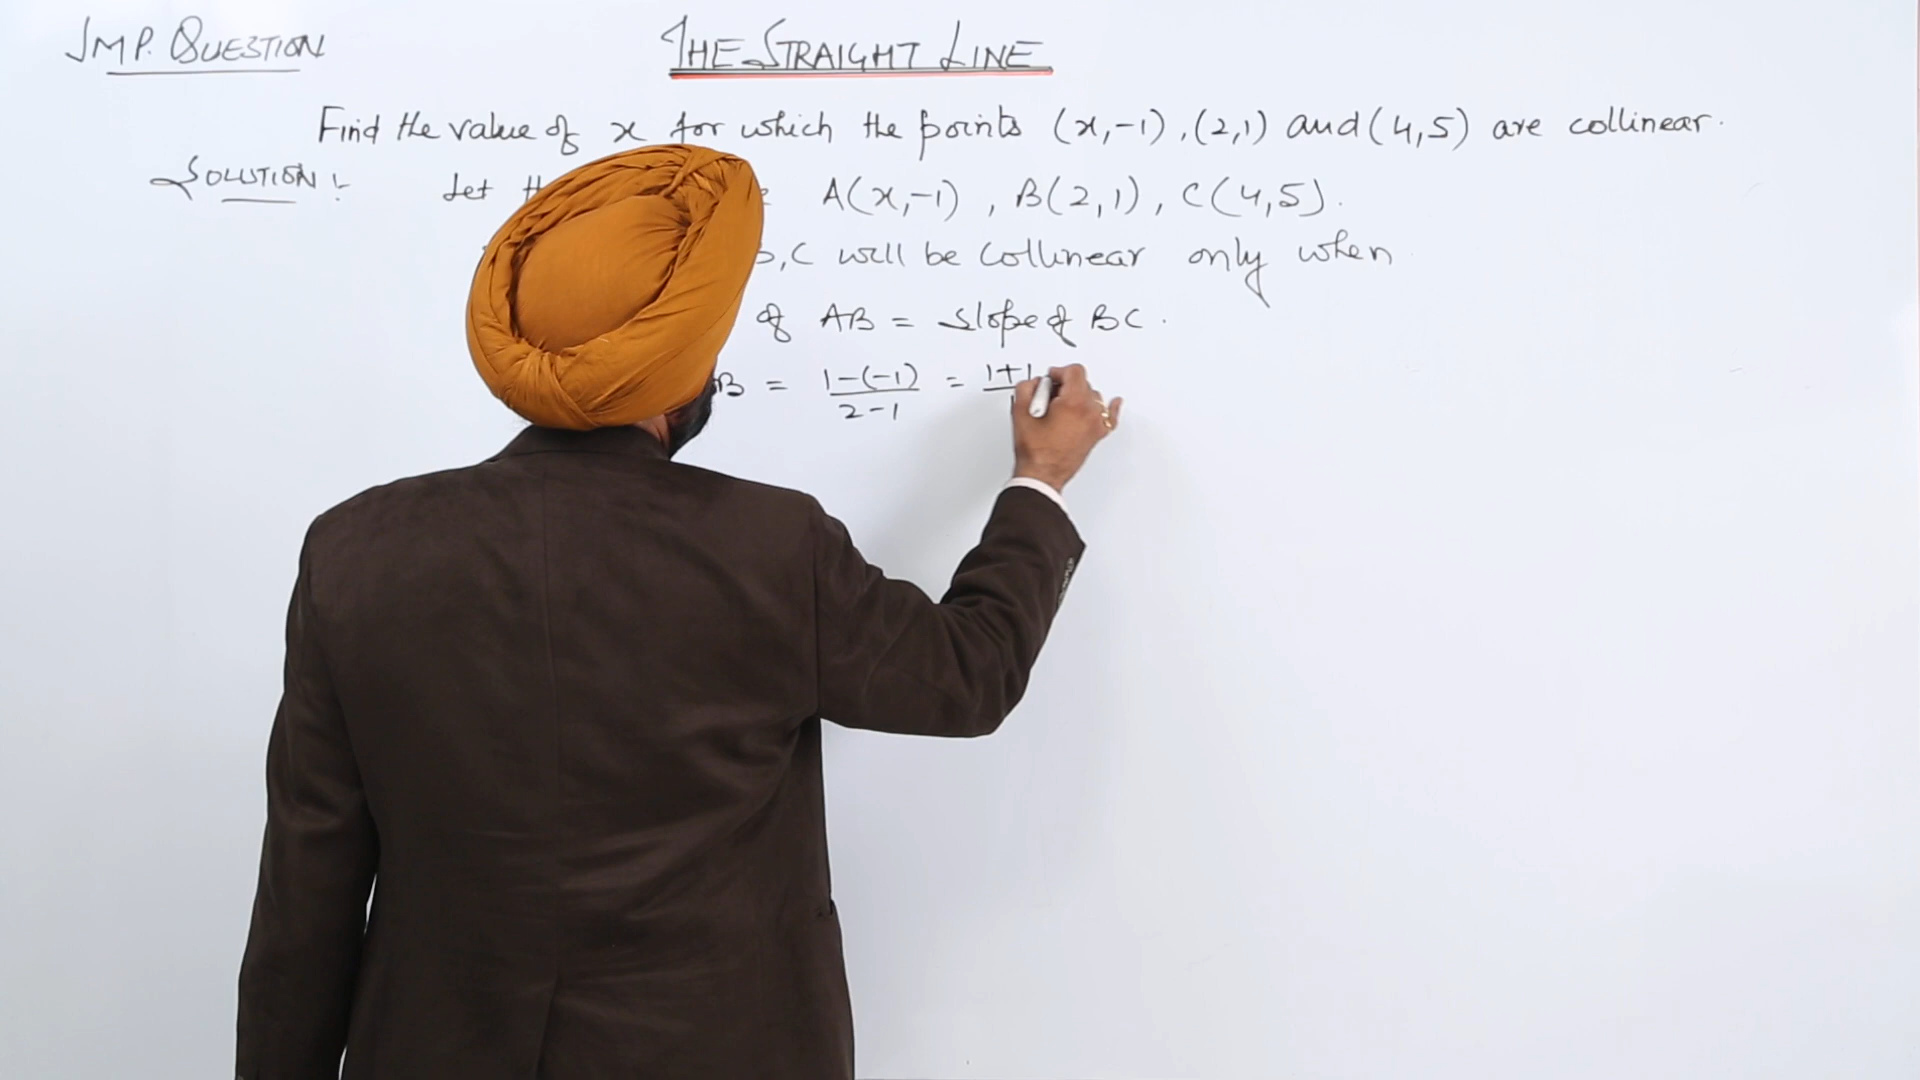 IMP. QUESTION
THE STRAIGHT LINE
Find the value of x for which the points (x,-1), (2,1) and (4,5) are collinear.
SOLUTION:
Let A(x,-1), B(2,1), C(4,5).
,C will be collinear only when
of AB = slope of BC.
B = 1-(-1) / 2-1 = 1+1